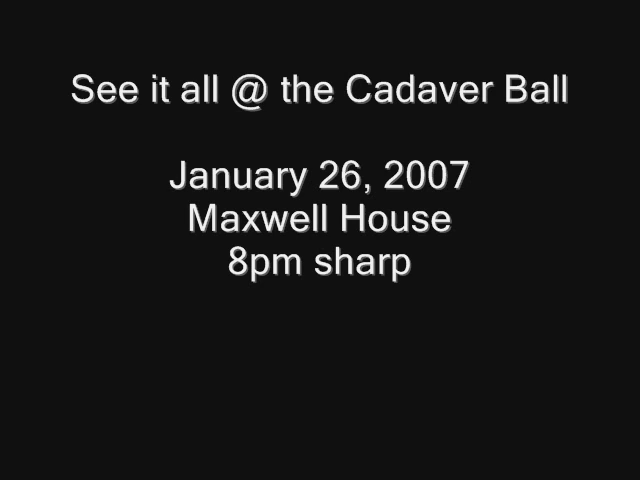 See it all @ the Cadaver Ball
January 26, 2007
Maxwell House
8pm sharp